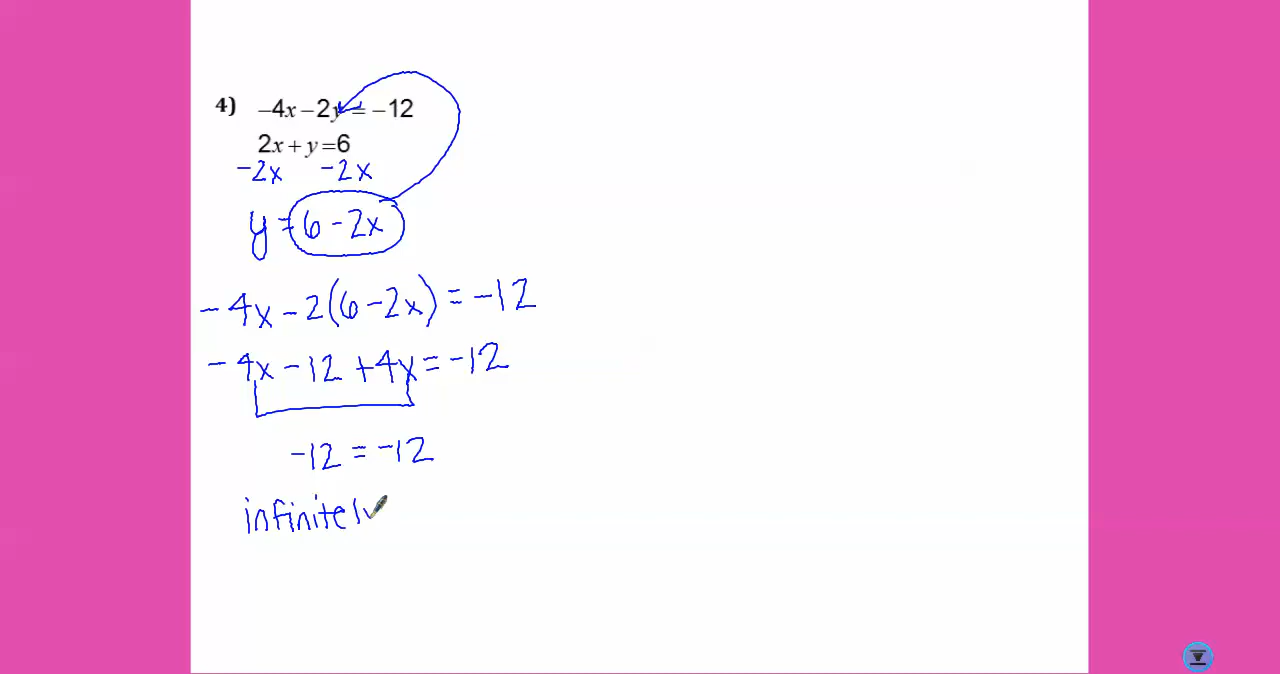 4) −4x − 2y = −12
2x + y = 6
-2x -2x
y = 6 - 2x
-4x - 2(6 - 2x) = -12
-4x - 12 + 4x = -12
-12 = -12
infinitely